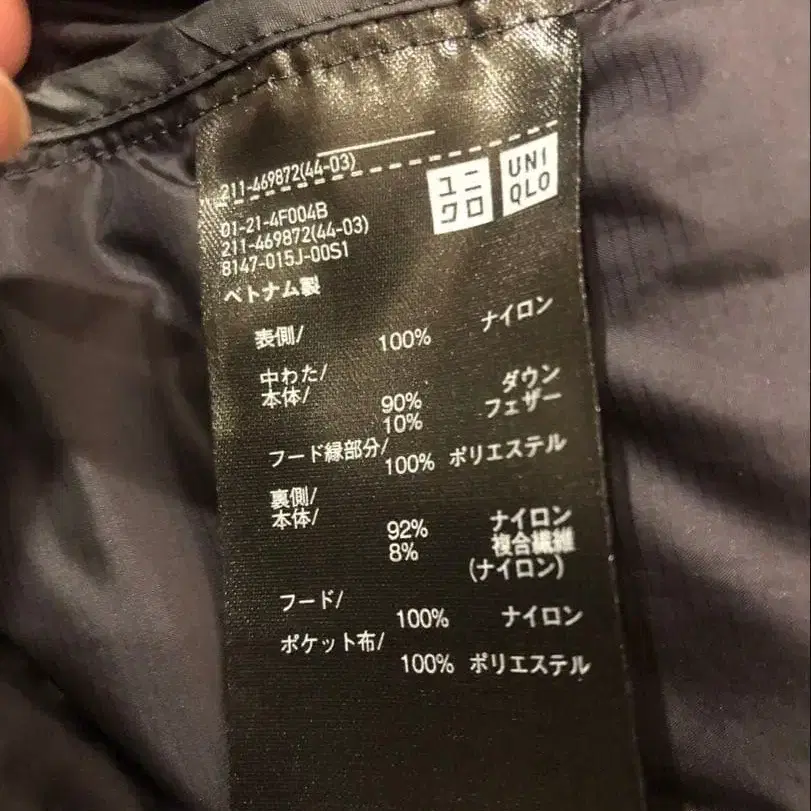 211-469872(44-03)
ユニ
クロ
UNI
QLO
01-21-4F004B
211-469872(44-03)
8147-015J-00S1
ベトナム製
表側/
100% ナイロン
中わた/
本体/
90% ダウン
10% フェザー
フード縁部分/
100% ポリエステル
裏側/
本体/
92% ナイロン
8% 複合繊維
(ナイロン)
フード/
100% ナイロン
ポケット布/
100% ポリエステル